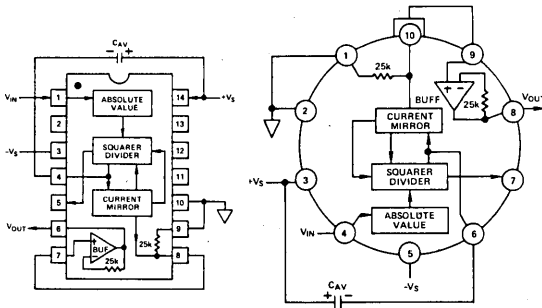 CAV
− +
VIN
1
ABSOLUTE
VALUE
14
+VS
2
13
−VS
3
SQUARER
DIVIDER
12
4
11
5
CURRENT
MIRROR
10
VOUT
6
25k
9
BUF
+
−
25k
7
8
10
1
9
25k
+ −
25k
VOUT
BUFF
8
2
CURRENT
MIRROR
+VS
3
SQUARER
DIVIDER
7
ABSOLUTE
VALUE
VIN
4
6
5
CAV
+ −
−VS